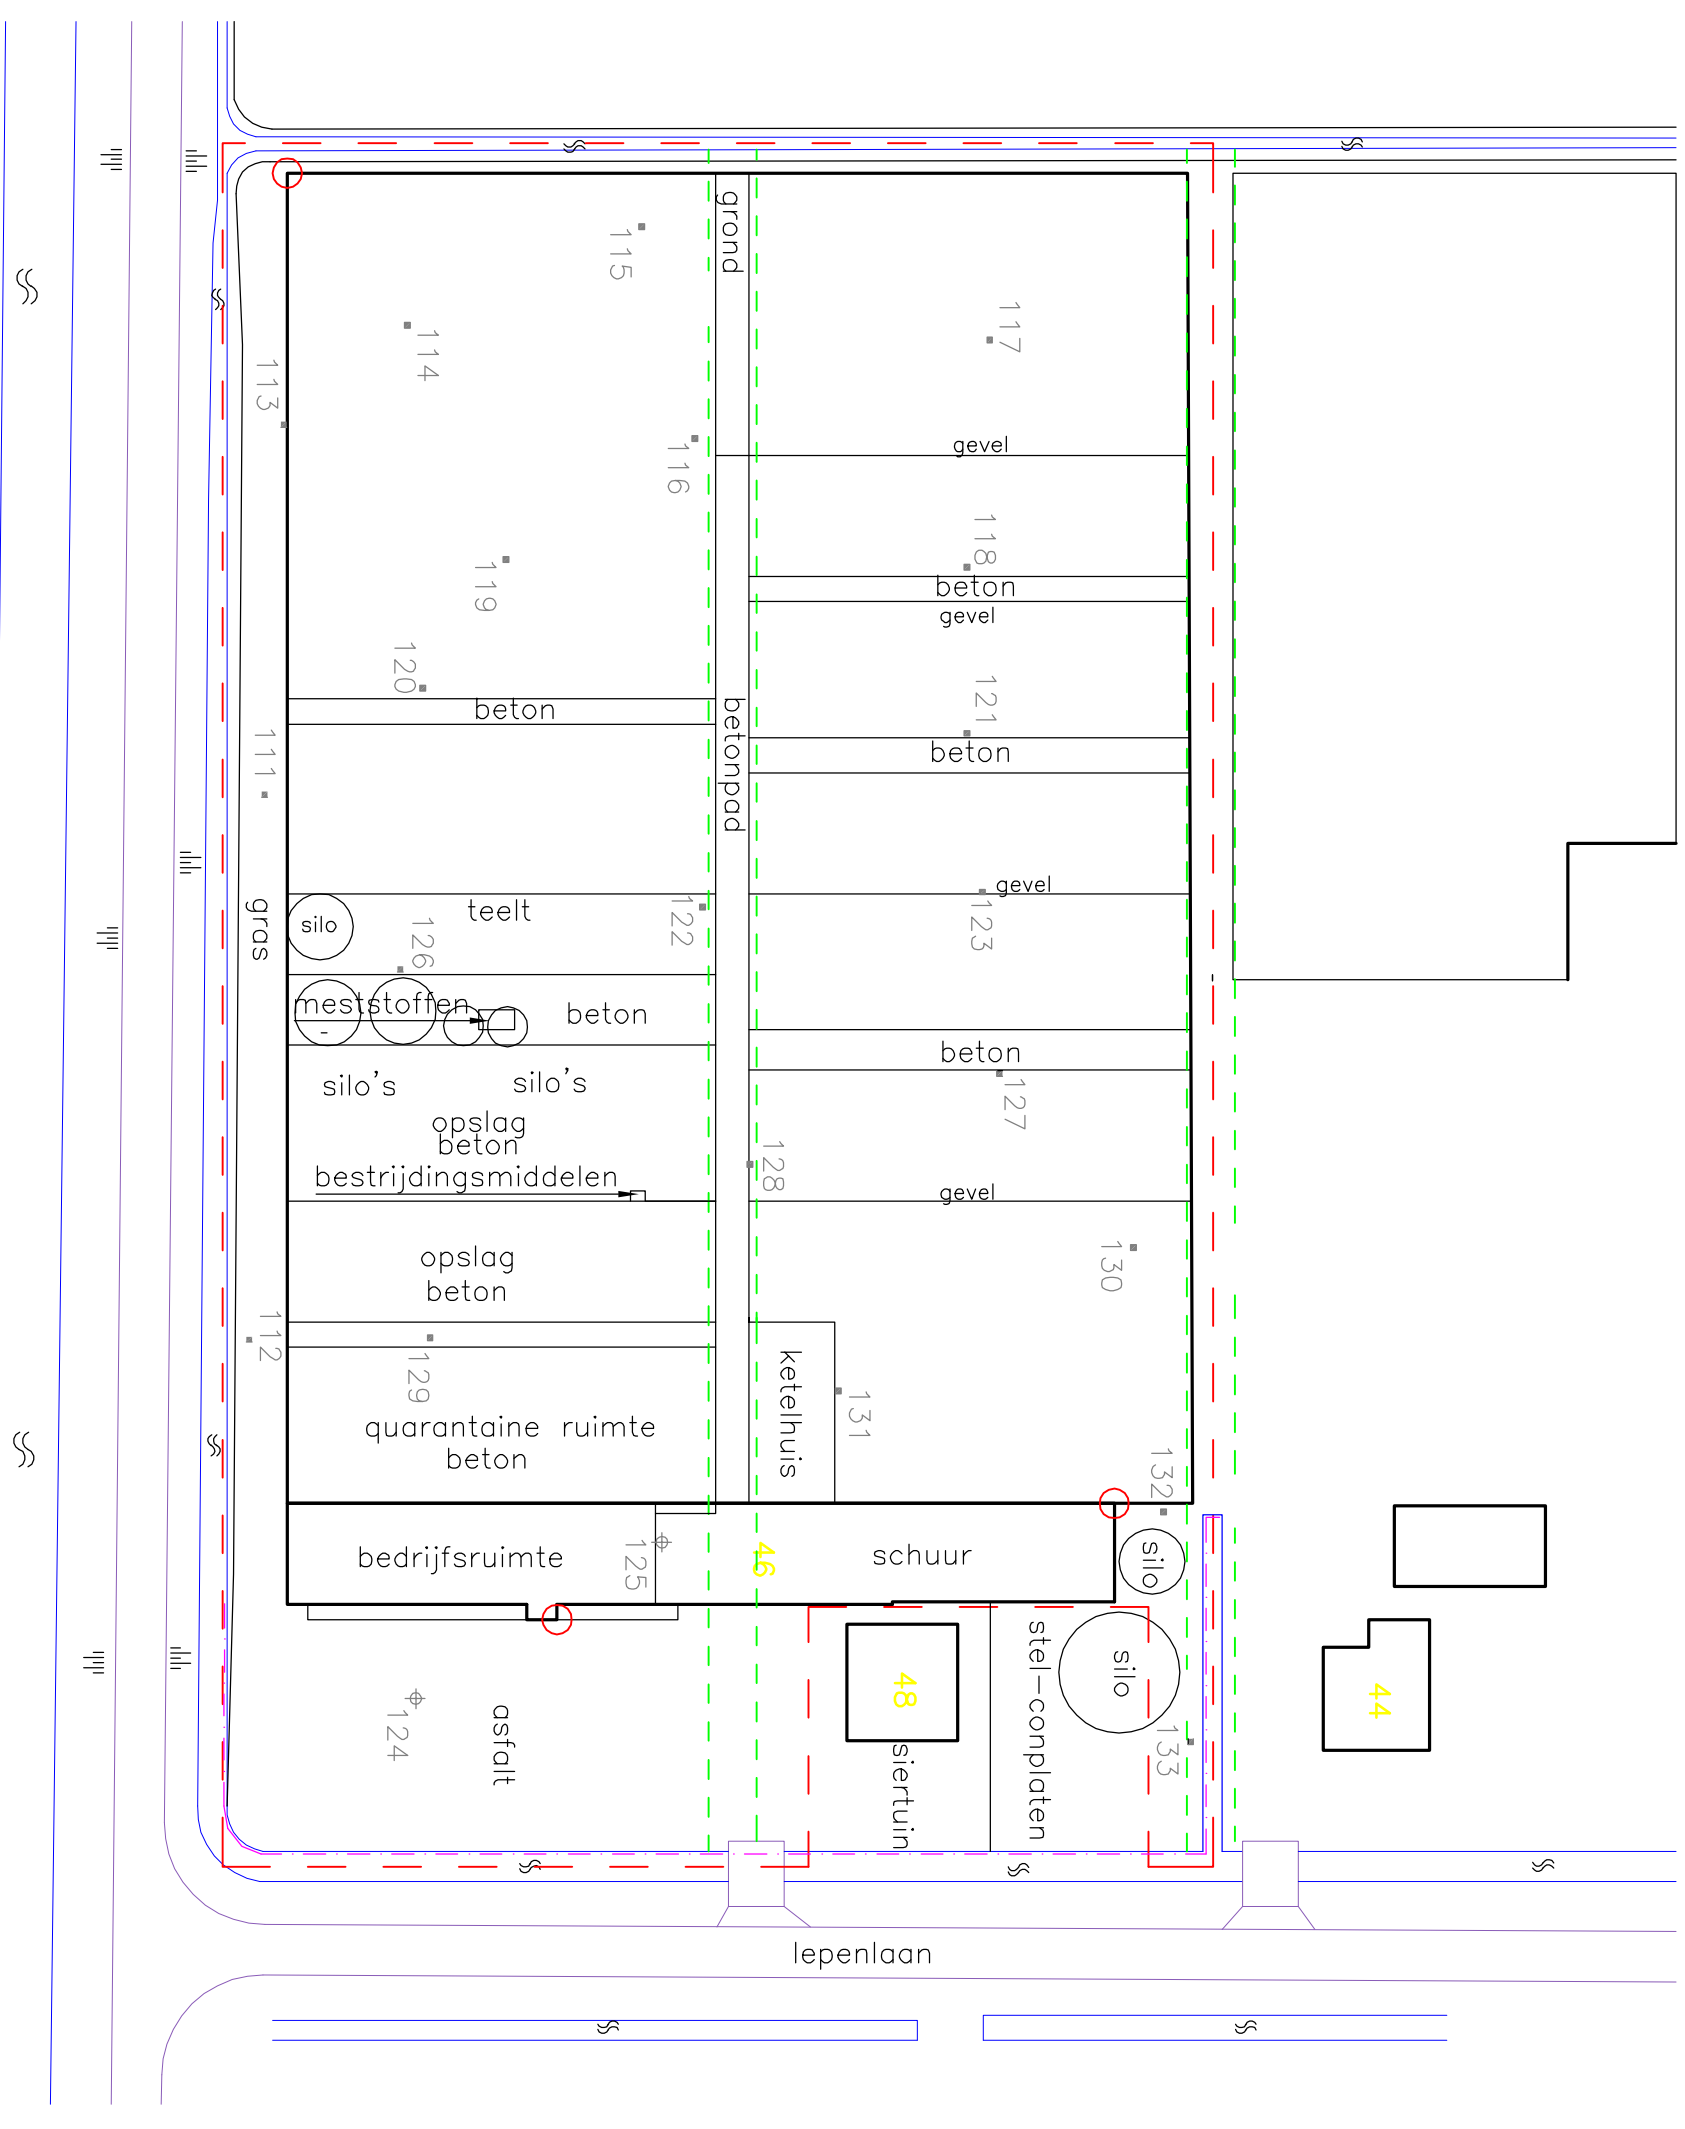 grond
115
117
114
113
gevel
116
118
beton
gevel
119
120
beton
121
betonpad
beton
111
gevel
teelt
silo
gras
122
123
126
meststoffen
beton
beton
silo's
silo's
127
opslag
beton
128
bestrijdingsmiddelen
gevel
opslag
beton
130
112
129
ketelhuis
131
quarantaine ruimte
beton
132
bedrijfsruimte
125
46
schuur
silo
stel-conplaten
silo
48
44
asfalt
124
133
siertuin
Iepenlaan